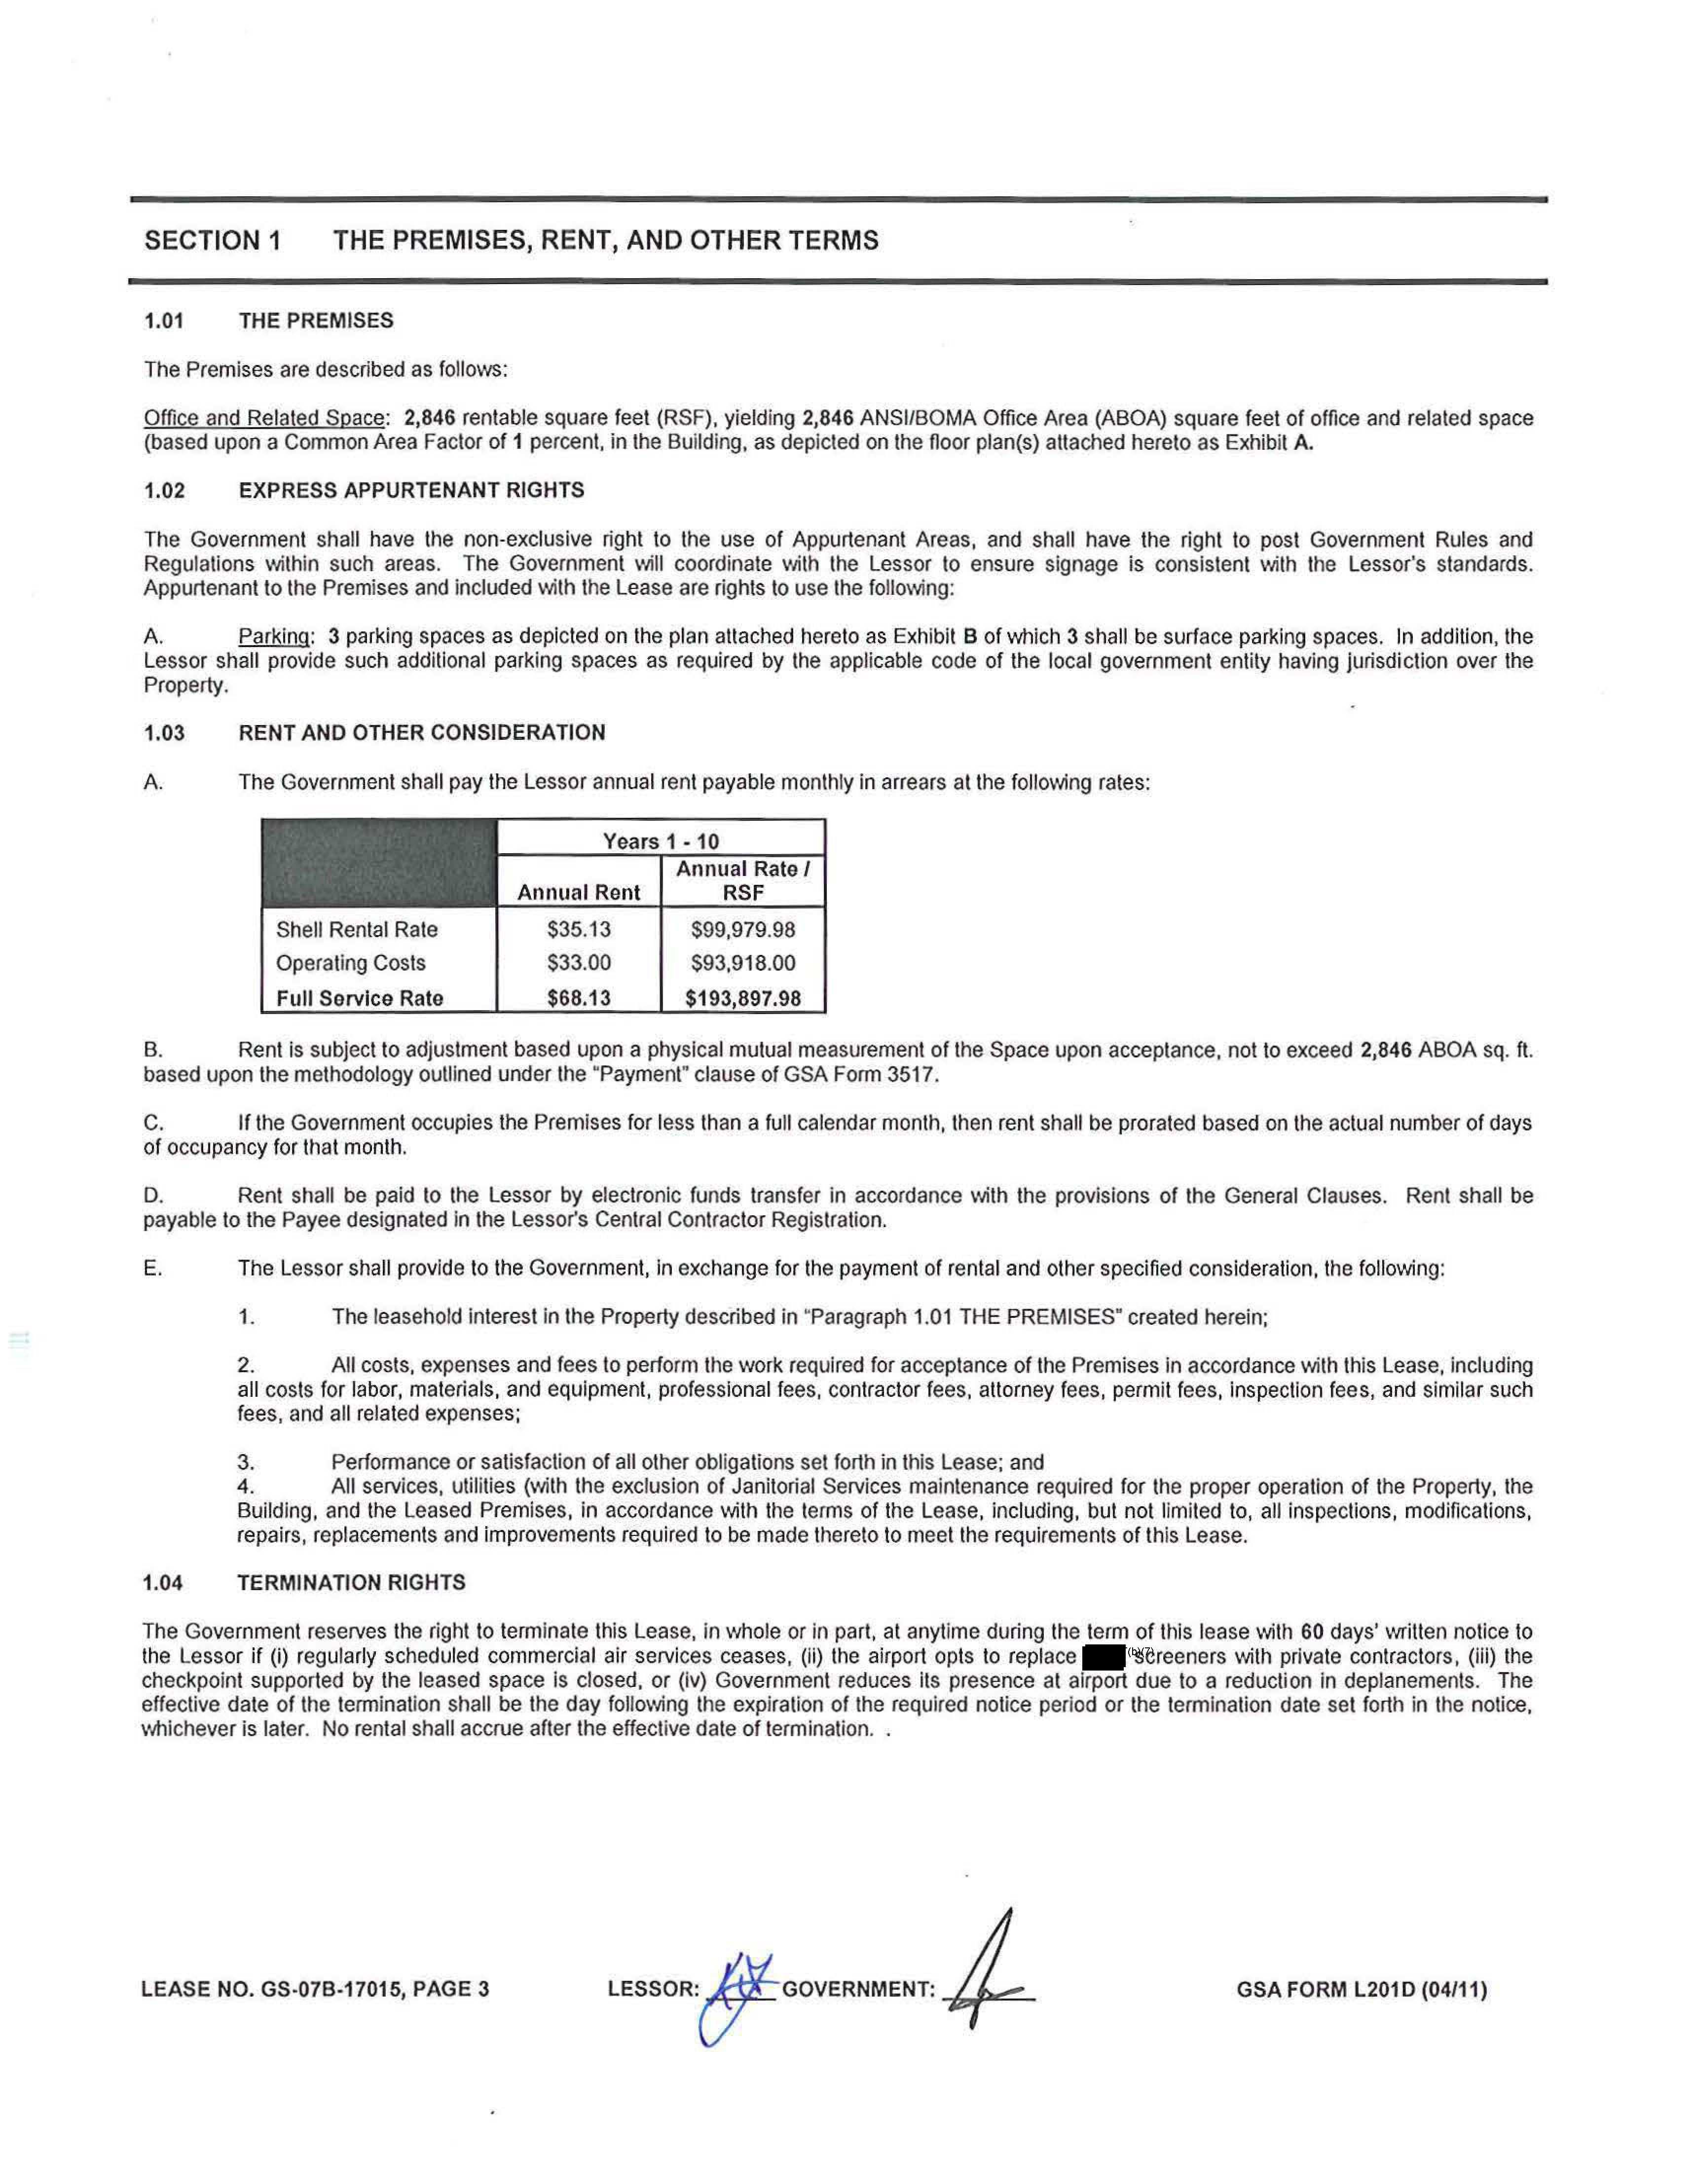 SECTION 1 THE PREMISES, RENT, AND OTHER TERMS
1.01 THE PREMISES
The Premises are described as follows:
Office and Related Space: 2,846 rentable square feet (RSF), yielding 2,846 ANSI/BOMA Office Area (ABOA) square feet of office and related space
(based upon a Common Area Factor of 1 percent, in the Building, as depicted on the floor plan(s) attached hereto as Exhibit A.
1.02 EXPRESS APPURTENANT RIGHTS
The Government shall have the non-exclusive right to the use of Appurtenant Areas, and shall have the right to post Government Rules and
Regulations within such areas. The Government will coordinate with the Lessor to ensure signage is consistent with the Lessor's standards.
Appurtenant to the Premises and included with the Lease are rights to use the following:
A. Parking: 3 parking spaces as depicted on the plan attached hereto as Exhibit B of which 3 shall be surface parking spaces. In addition, the
Lessor shall provide such additional parking spaces as required by the applicable code of the local government entity having jurisdiction over the
Property.
1.03 RENT AND OTHER CONSIDERATION
A. The Government shall pay the Lessor annual rent payable monthly in arrears at the following rates:
Years 1 - 10
Annual Rate /
Annual Rent RSF
Shell Rental Rate $35.13 $99,979.98
Operating Costs $33.00 $93,918.00
Full Service Rate $68.13 $193,897.98
B. Rent is subject to adjustment based upon a physical mutual measurement of the Space upon acceptance, not to exceed 2,846 ABOA sq. ft.
based upon the methodology outlined under the "Payment" clause of GSA Form 3517.
C. If the Government occupies the Premises for less than a full calendar month, then rent shall be prorated based on the actual number of days
of occupancy for that month.
D. Rent shall be paid to the Lessor by electronic funds transfer in accordance with the provisions of the General Clauses. Rent shall be
payable to the Payee designated in the Lessor's Central Contractor Registration.
E. The Lessor shall provide to the Government, in exchange for the payment of rental and other specified consideration, the following:
1. The leasehold interest in the Property described in "Paragraph 1.01 THE PREMISES" created herein;
2. All costs, expenses and fees to perform the work required for acceptance of the Premises in accordance with this Lease, including
all costs for labor, materials, and equipment, professional fees, contractor fees, attorney fees, permit fees, inspection fees, and similar such
fees, and all related expenses;
3. Performance or satisfaction of all other obligations set forth in this Lease; and
4. All services, utilities (with the exclusion of Janitorial Services maintenance required for the proper operation of the Property, the
Building, and the Leased Premises, in accordance with the terms of the Lease, including, but not limited to, all inspections, modifications,
repairs, replacements and improvements required to be made thereto to meet the requirements of this Lease.
1.04 TERMINATION RIGHTS
The Government reserves the right to terminate this Lease, in whole or in part, at anytime during the term of this lease with 60 days' written notice to
the Lessor if (i) regularly scheduled commercial air services ceases, (ii) the airport opts to replace screeners with private contractors, (iii) the
checkpoint supported by the leased space is closed, or (iv) Government reduces its presence at airport due to a reduction in deplanements. The
effective date of the termination shall be the day following the expiration of the required notice period or the termination date set forth in the notice,
whichever is later. No rental shall accrue after the effective date of termination. .
LEASE NO. GS-07B-17015, PAGE 3 LESSOR: GOVERNMENT: GSA FORM L201D (04/11)